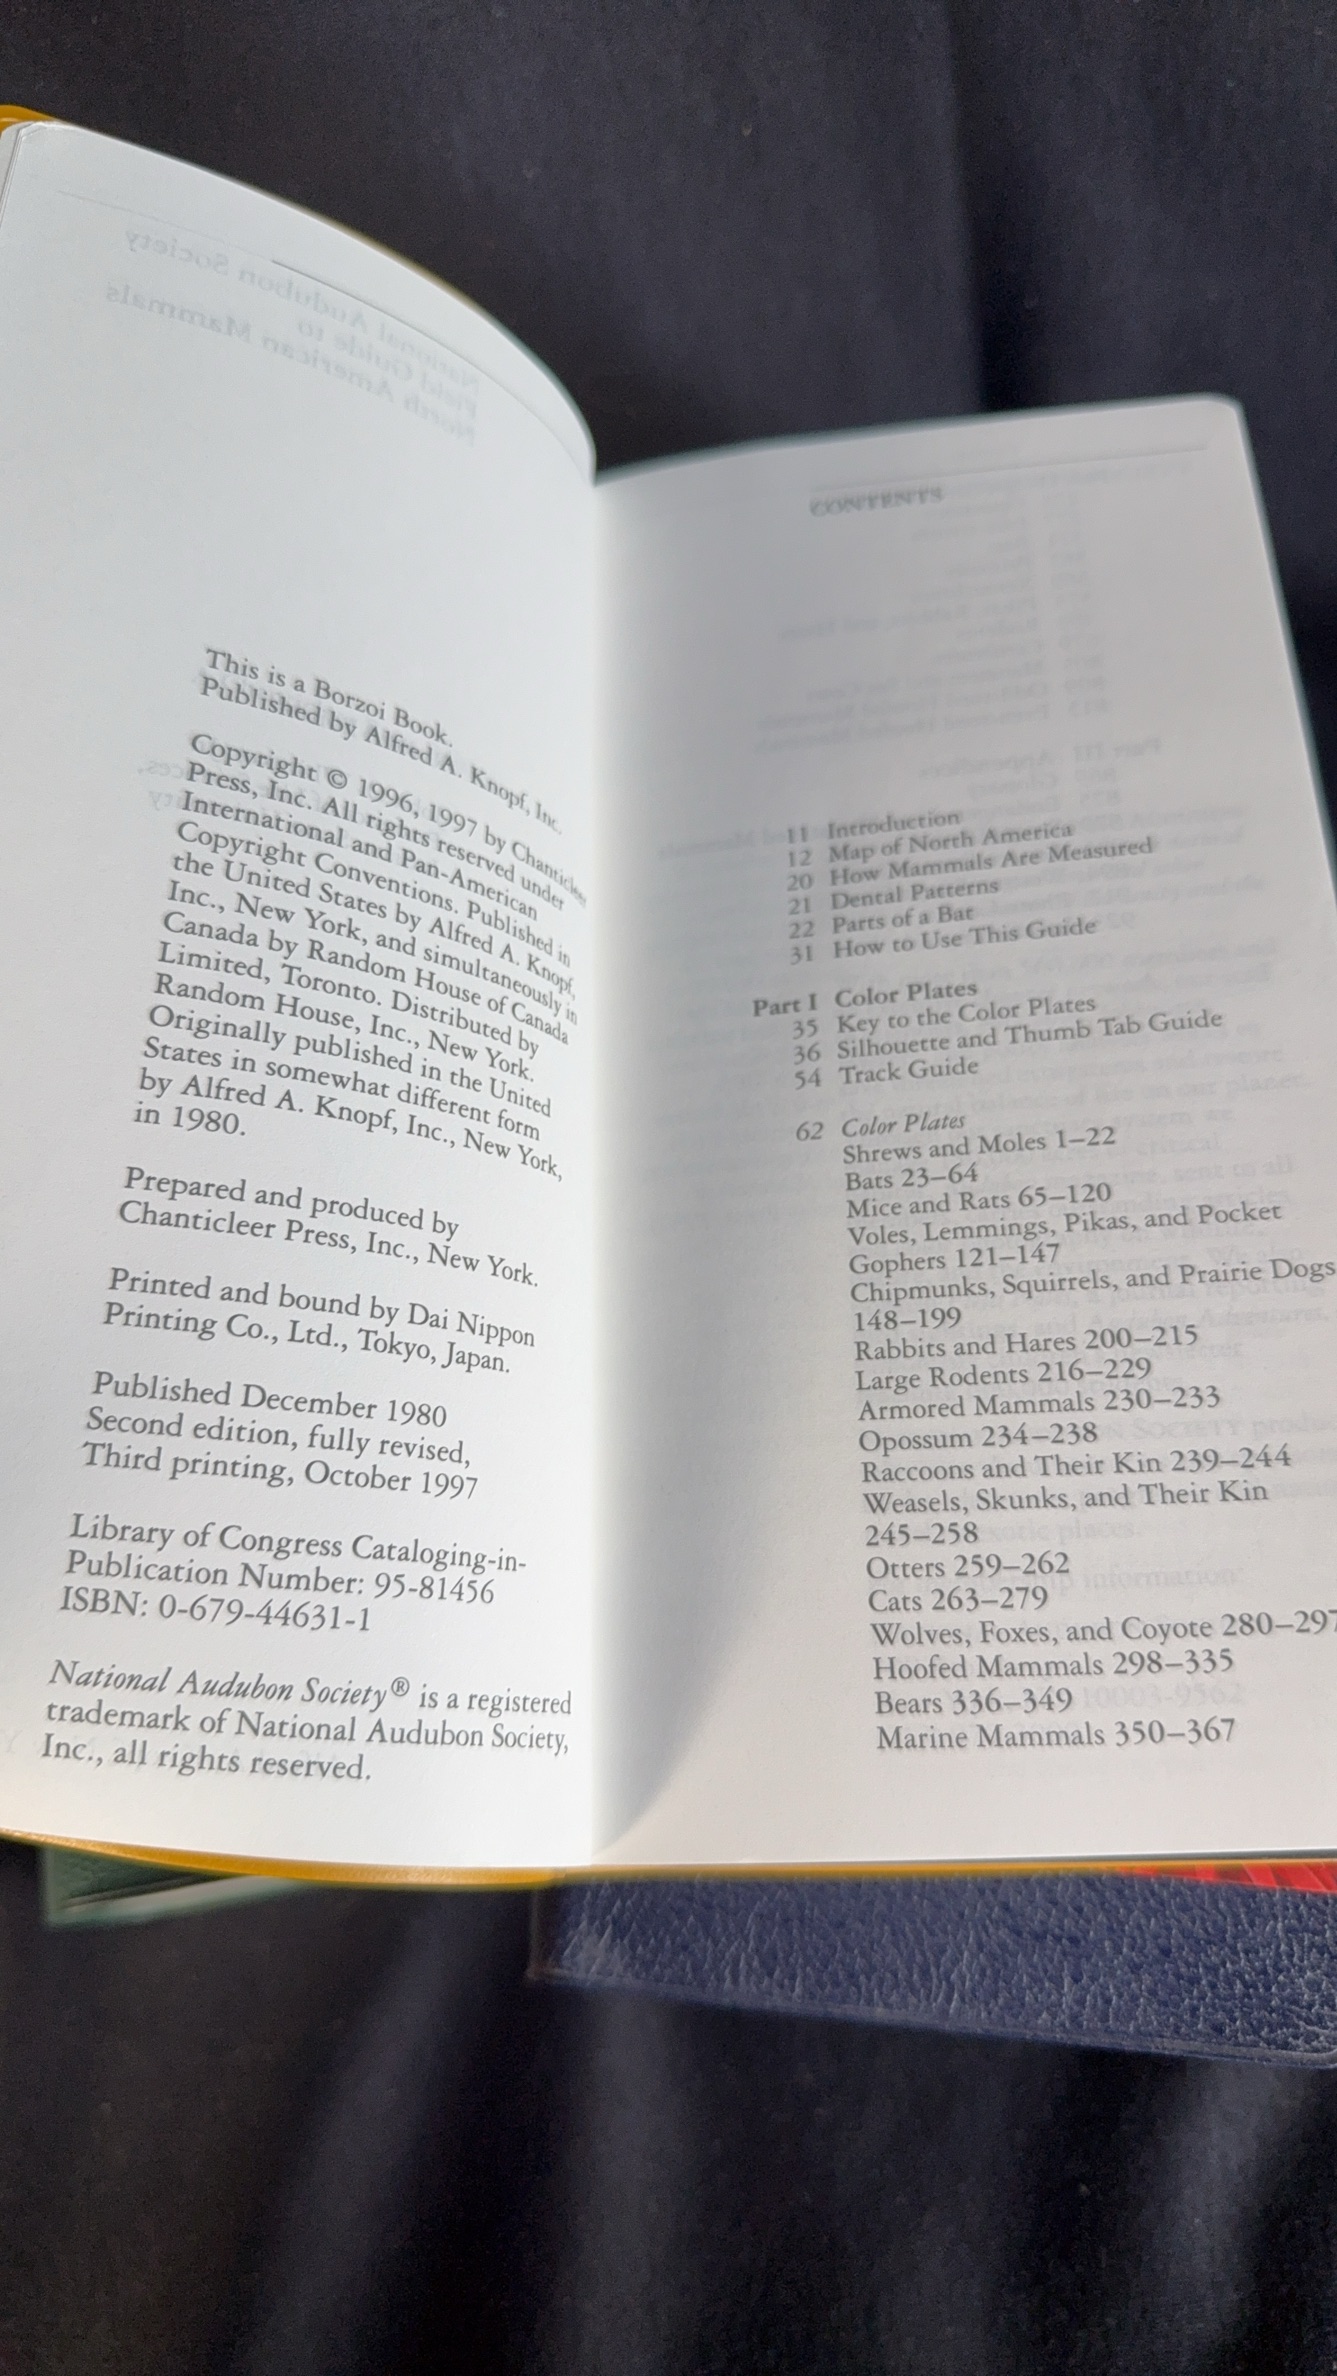 This is a Borzoi Book.
Published by Alfred A. Knopf, Inc.
Copyright © 1996, 1997 by Chanticleer
Press, Inc. All rights reserved under
International and Pan-American
Copyright Conventions. Published in
the United States by Alfred A. Knopf,
Inc., New York, and simultaneously in
Canada by Random House of Canada
Limited, Toronto. Distributed by
Random House, Inc., New York.
Originally published in the United
States in somewhat different form
by Alfred A. Knopf, Inc., New York,
in 1980.
Prepared and produced by
Chanticleer Press, Inc., New York.
Printed and bound by Dai Nippon
Printing Co., Ltd., Tokyo, Japan.
Published December 1980
Second edition, fully revised,
Third printing, October 1997
Library of Congress Cataloging-in-
Publication Number: 95-81456
ISBN: 0-679-44631-1
National Audubon Society® is a registered
trademark of National Audubon Society,
Inc., all rights reserved.
CONTENTS
11 Introduction
12 Map of North America
20 How Mammals Are Measured
21 Dental Patterns
22 Parts of a Bat
31 How to Use This Guide
Part I Color Plates
35 Key to the Color Plates
36 Silhouette and Thumb Tab Guide
54 Track Guide
62 Color Plates
Shrews and Moles 1–22
Bats 23–64
Mice and Rats 65–120
Voles, Lemmings, Pikas, and Pocket
Gophers 121–147
Chipmunks, Squirrels, and Prairie Dogs
148–199
Rabbits and Hares 200–215
Large Rodents 216–229
Armored Mammals 230–233
Opossum 234–238
Raccoons and Their Kin 239–244
Weasels, Skunks, and Their Kin
245–258
Otters 259–262
Cats 263–279
Wolves, Foxes, and Coyote 280–297
Hoofed Mammals 298–335
Bears 336–349
Marine Mammals 350–367